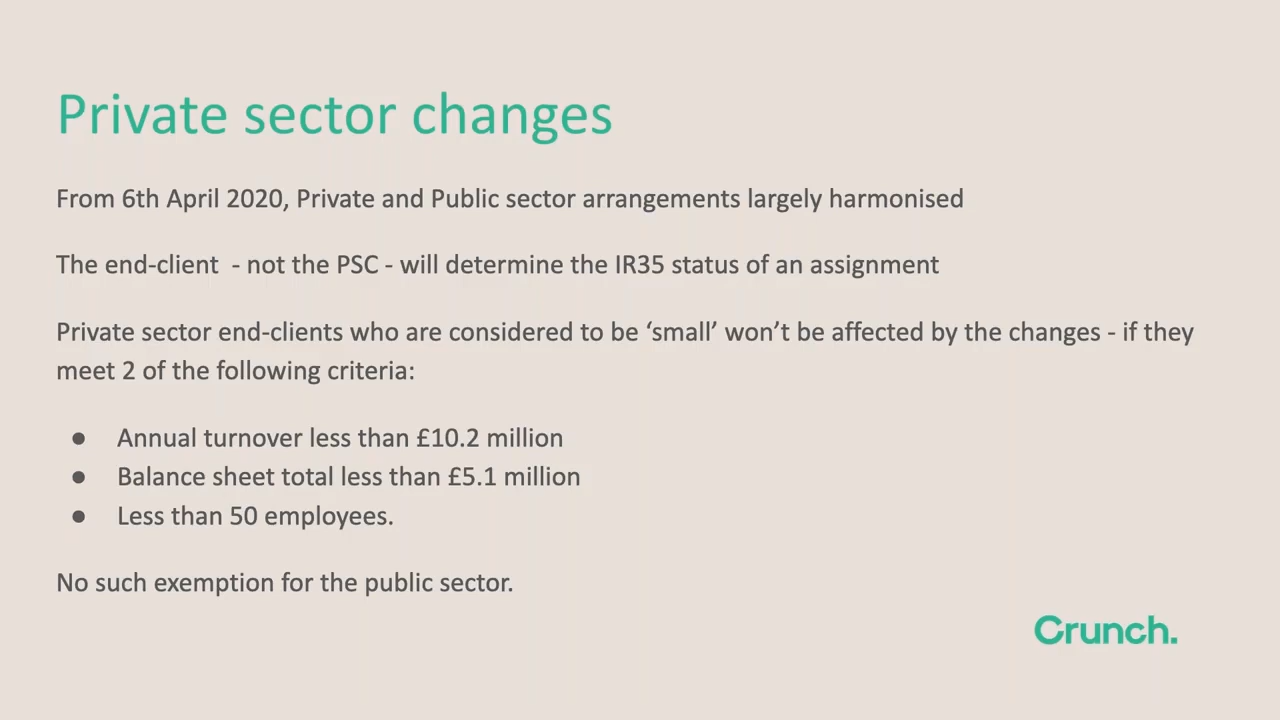 Private sector changes
From 6th April 2020, Private and Public sector arrangements largely harmonised
The end-client  - not the PSC - will determine the IR35 status of an assignment
Private sector end-clients who are considered to be ‘small’ won’t be affected by the changes - if they
meet 2 of the following criteria:
● Annual turnover less than £10.2 million
● Balance sheet total less than £5.1 million
● Less than 50 employees.
No such exemption for the public sector.
Crunch.